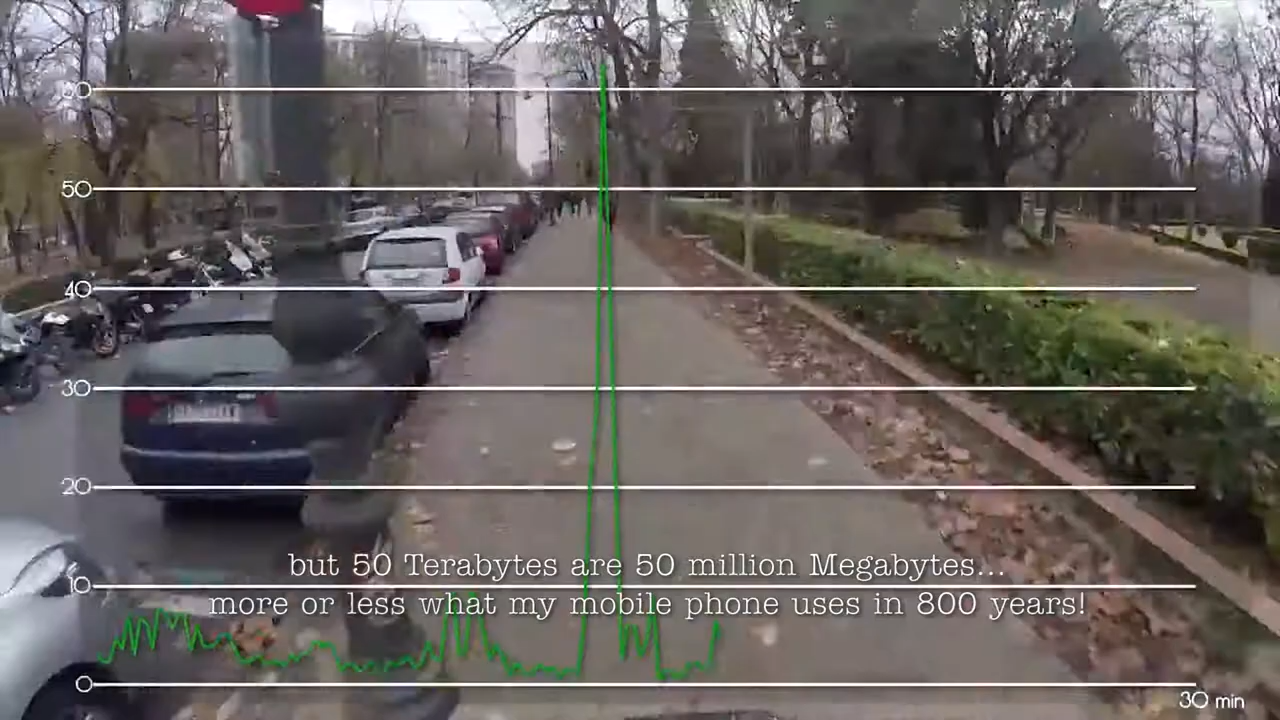 60
50
40
30
20
10
but 50 Terabytes are 50 million Megabytes...
more or less what my mobile phone uses in 800 years!
0
30 min